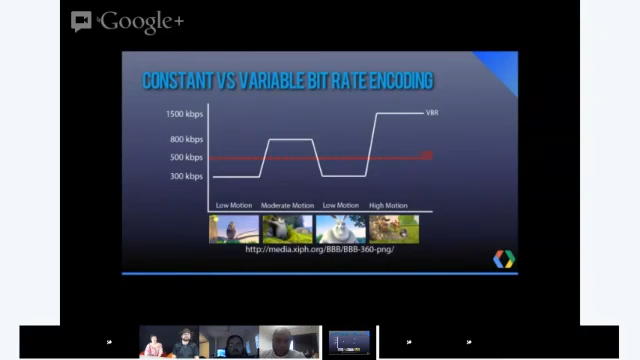 Google+
CONSTANT VS VARIABLE BIT RATE ENCODING
1500 kbps
VBR
800 kbps
500 kbps
300 kbps
Low Motion Moderate Motion Low Motion High Motion
http://media.xiph.org/BBB/BBB-360-png/